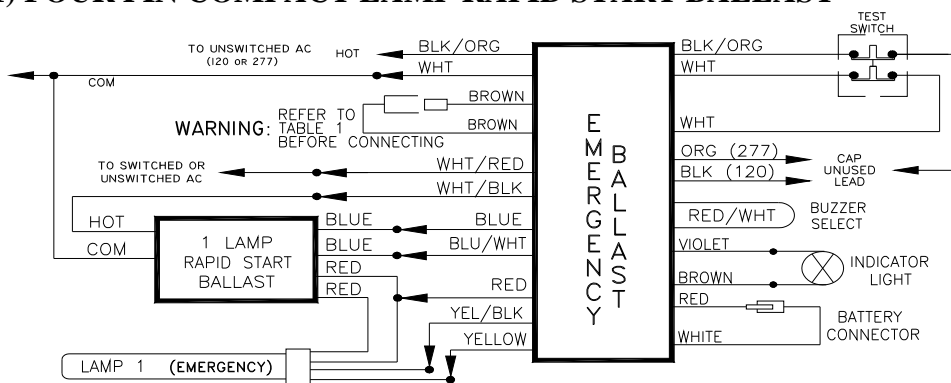 FOUR PIN COMPACT LAMP RAPID START BALLAST
TEST
SWITCH
TO UNSWITCHED AC
(120 or 277)
HOT
COM
BLK/ORG
WHT
BROWN
BROWN
WARNING:
REFER TO
TABLE 1
BEFORE CONNECTING
TO SWITCHED OR
UNSWITCHED AC
WHT/RED
WHT/BLK
HOT
COM
1 LAMP
RAPID START
BALLAST
BLUE
BLUE
RED
RED
BLUE
BLU/WHT
RED
YEL/BLK
YELLOW
LAMP 1 (EMERGENCY)
EMERGENCY
BALLAST
BLK/ORG
WHT
WHT
ORG (277)
BLK (120)
CAP
UNUSED
LEAD
RED/WHT
BUZZER
SELECT
VIOLET
BROWN
INDICATOR
LIGHT
RED
WHITE
BATTERY
CONNECTOR